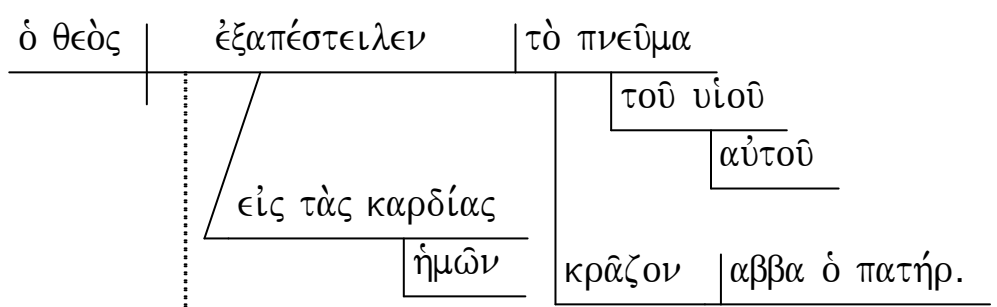 ὁ θεὸς ἐξαπέστειλεν τὸ πνεῦμα
τοῦ υἱοῦ
αὐτοῦ
εἰς τὰς καρδίας
ἡμῶν
κρᾶζον αββα ὁ πατήρ.